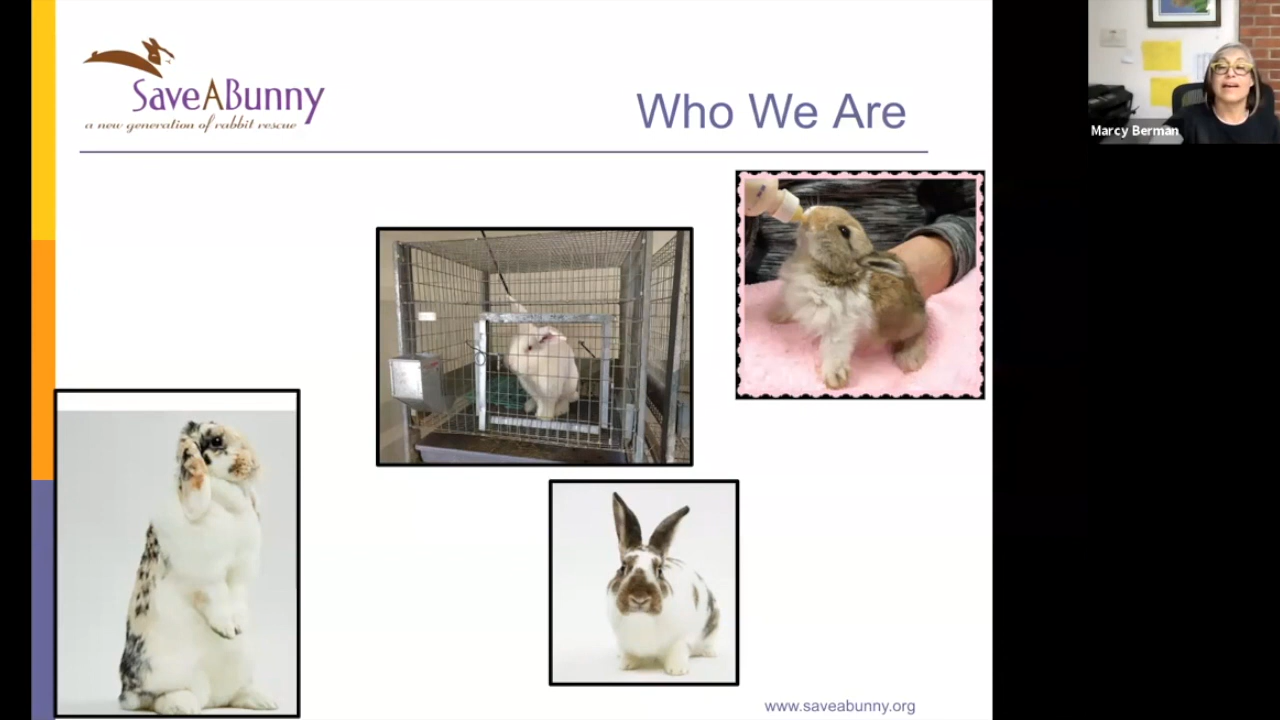 SaveABunny
a new generation of rabbit rescue
Who We Are
Marcy Berman
www.saveabunny.org